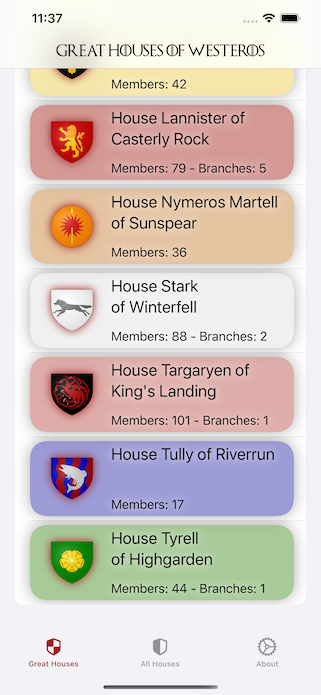 11:37
GREAT HOUSES OF WESTEROS
Members: 42
House Lannister of
Casterly Rock
Members: 79 - Branches: 5
House Nymeros Martell
of Sunspear
Members: 36
House Stark
of Winterfell
Members: 88 - Branches: 2
House Targaryen of
King's Landing
Members: 101 - Branches: 1
House Tully of Riverrun
Members: 17
House Tyrell
of Highgarden
Members: 44 - Branches: 1
Great Houses
All Houses
About